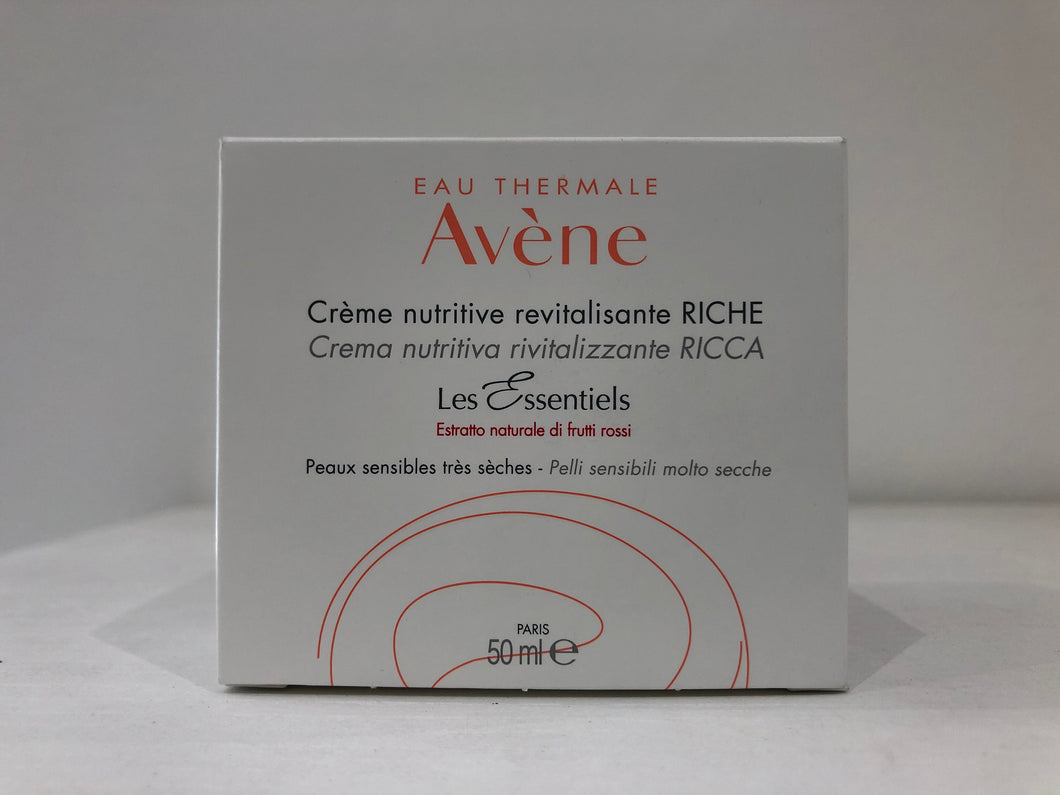 EAU THERMALE
Avène
Crème nutritive revitalisante RICHE
Crema nutritiva rivitalizzante RICCA
Les Essentiels
Estratto naturale di frutti rossi
Peaux sensibles très sèches - Pelli sensibili molto secche
PARIS
50 ml ℮